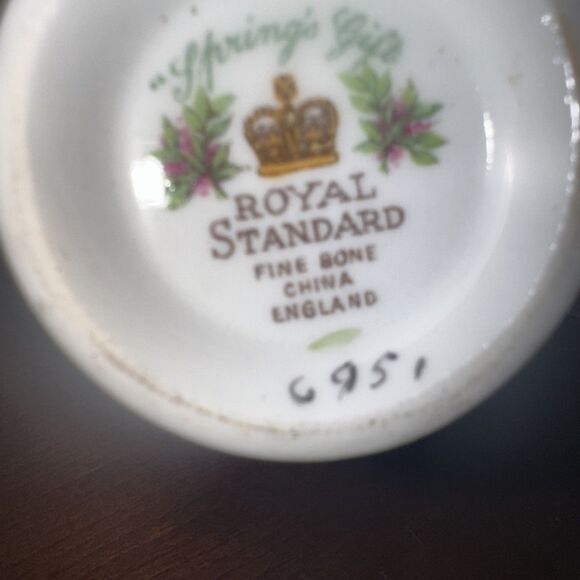 "Spring's Gift
ROYAL
STANDARD
FINE BONE
CHINA
ENGLAND
6951